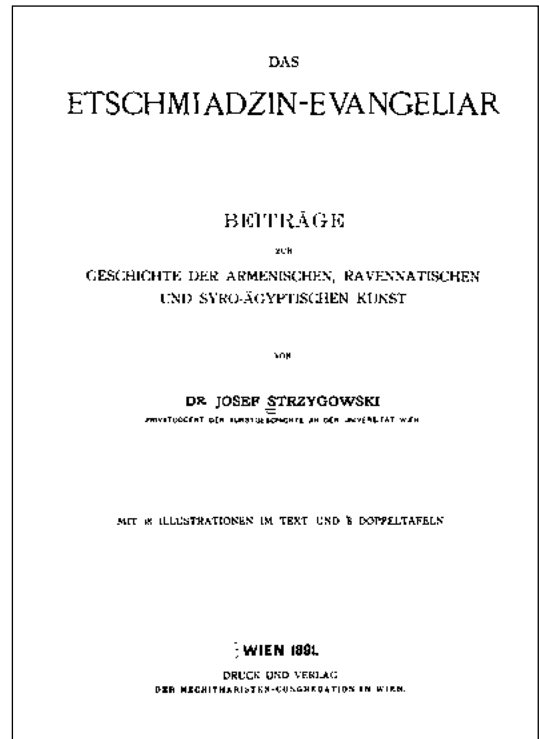 DAS
ETSCHMIADZIN-EVANGELIAR
BEITRÄGE
ZUR
GESCHICHTE DER ARMENISCHEN, RAVENNATISCHEN
UND SYRO-ÄGYPTISCHEN KUNST
VON
DR. JOSEF STRZYGOWSKI
PRIVATDOCENT DER KUNSTGESCHICHTE AN DER UNIVERSITÄT WIEN
MIT ILLUSTRATIONEN IM TEXT UND DOPPELTAFELN
WIEN 1891.
DRUCK UND VERLAG
DER MECHITHARISTEN-CONGREGATION IN WIEN.